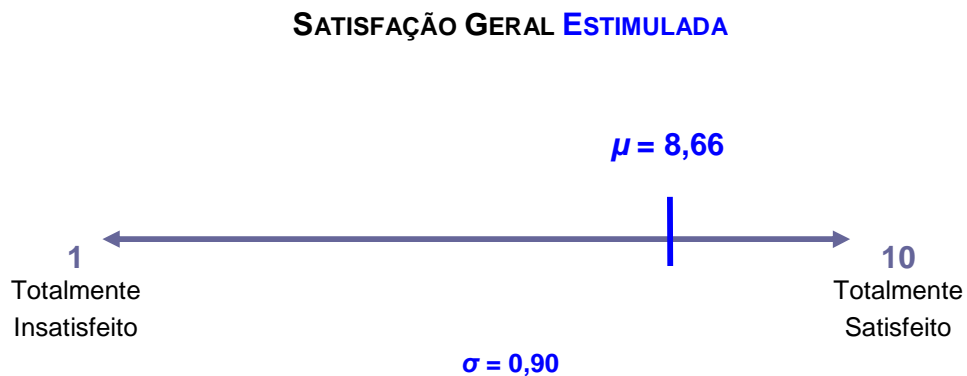 SATISFAÇÃO GERAL ESTIMULADA
μ = 8,66
1
Totalmente
Insatisfeito
10
Totalmente
Satisfeito
σ = 0,90